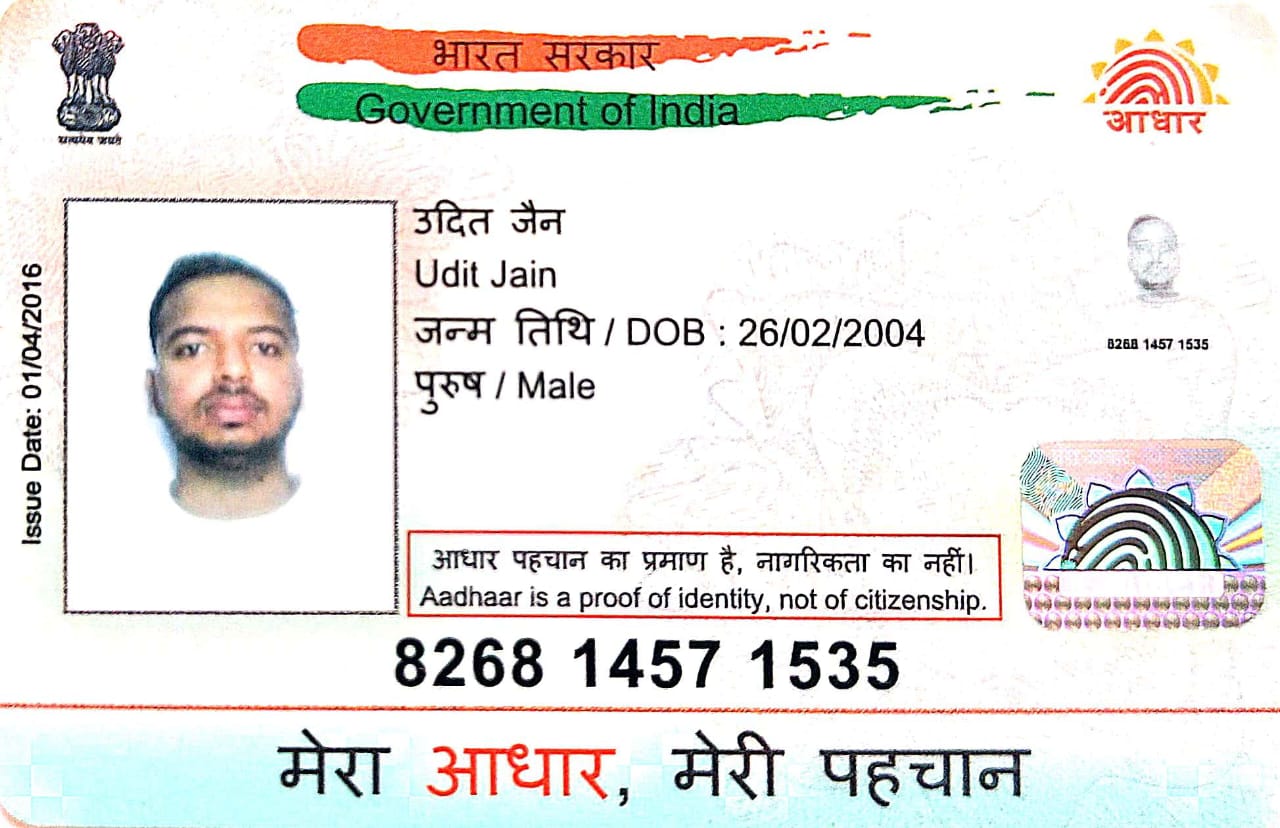 भारत सरकार
Government of India
सत्यमेव जयते
आधार
Issue Date: 01/04/2016
उदित जैन
Udit Jain
जन्म तिथि / DOB : 26/02/2004
पुरुष / Male
8268 1457 1535
आधार पहचान का प्रमाण है, नागरिकता का नहीं।
Aadhaar is a proof of identity, not of citizenship.
8268 1457 1535
मेरा आधार, मेरी पहचान